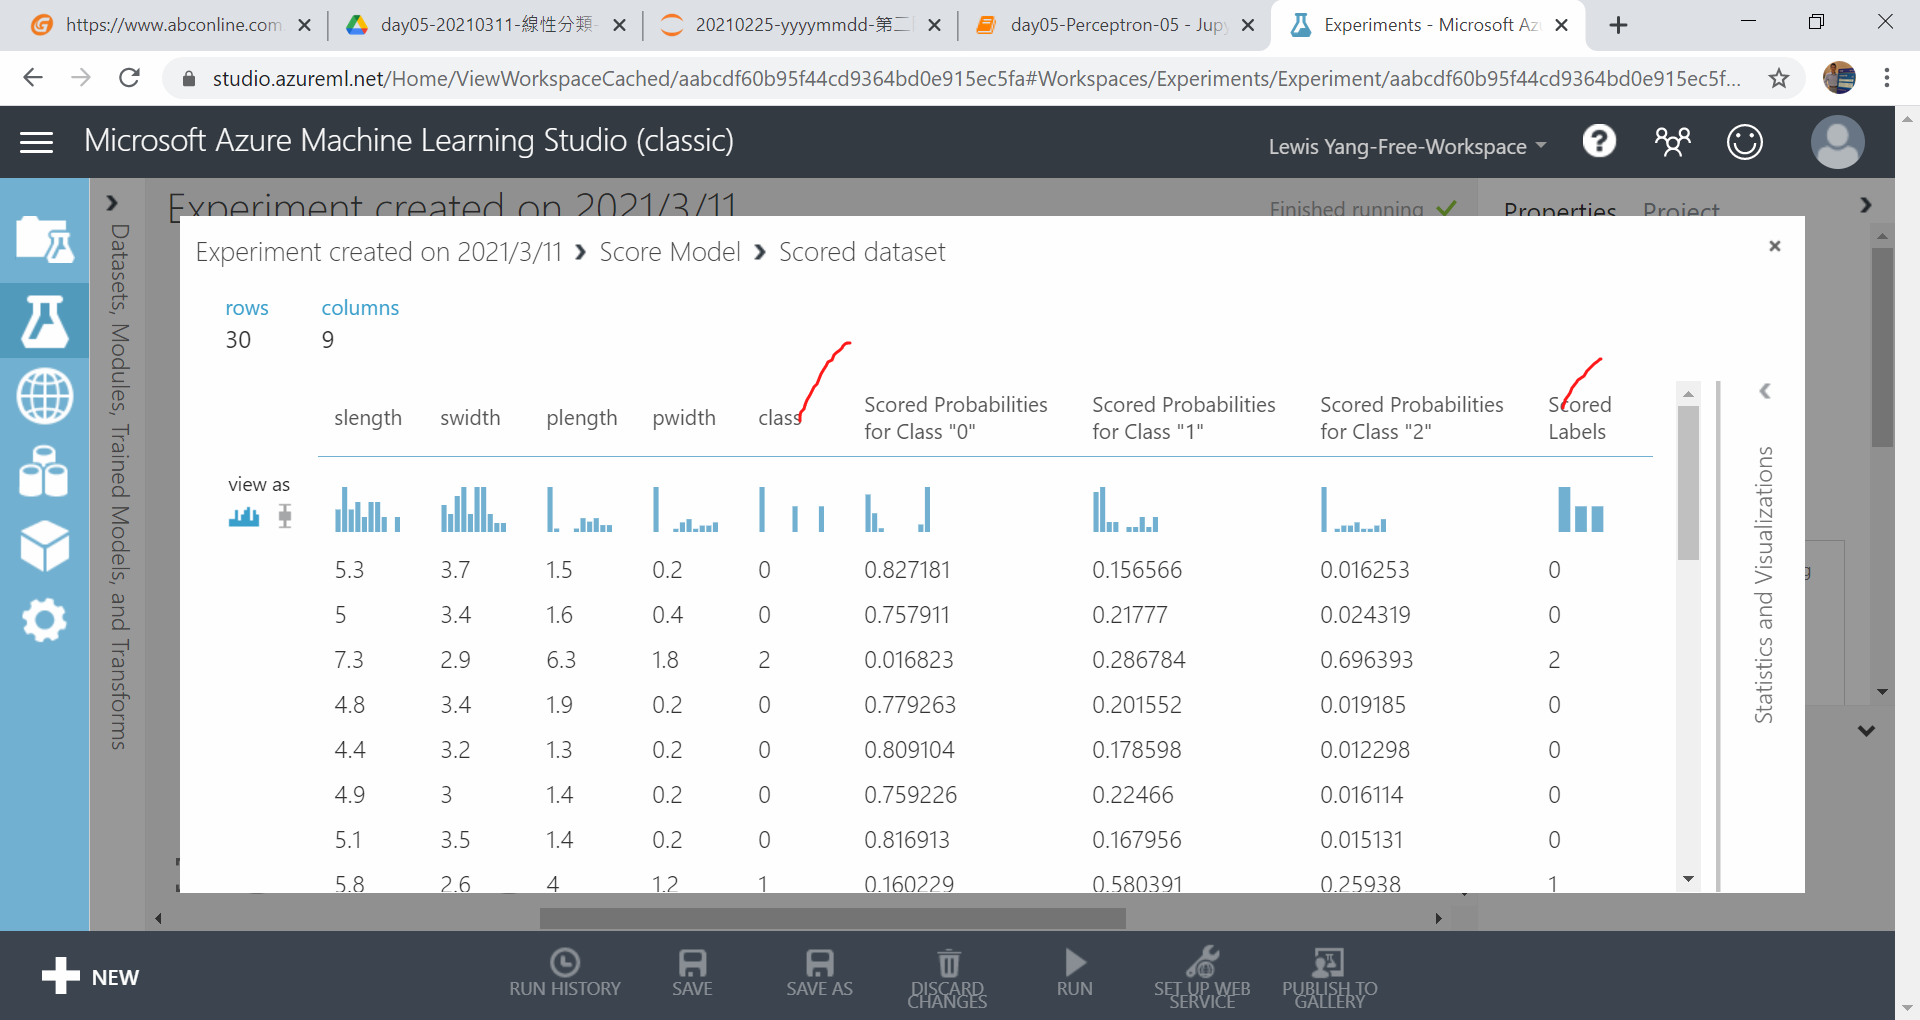 https://www.abconline.com
day05-20210311-線性分類-
20210225-yyyymmdd-第二
day05-Perceptron-05 - Jupy
Experiments - Microsoft Az
studio.azureml.net/Home/ViewWorkspaceCached/aabcdf60b95f44cd9364bd0e915ec5fa#Workspaces/Experiments/Experiment/aabcdf60b95f44cd9364bd0e915ec5f...
Microsoft Azure Machine Learning Studio (classic)
Lewis Yang-Free-Workspace
Experiment created on 2021/3/11
Finished running
Properties Project
Datasets, Modules, Trained Models, and Transforms
Experiment created on 2021/3/11 > Score Model > Scored dataset
rows columns
30 9
slength swidth plength pwidth class Scored Probabilities for Class "0" Scored Probabilities for Class "1" Scored Probabilities for Class "2" Scored Labels
view as
5.3 3.7 1.5 0.2 0 0.827181 0.156566 0.016253 0
5 3.4 1.6 0.4 0 0.757911 0.21777 0.024319 0
7.3 2.9 6.3 1.8 2 0.016823 0.286784 0.696393 2
4.8 3.4 1.9 0.2 0 0.779263 0.201552 0.019185 0
4.4 3.2 1.3 0.2 0 0.809104 0.178598 0.012298 0
4.9 3 1.4 0.2 0 0.759226 0.22466 0.016114 0
5.1 3.5 1.4 0.2 0 0.816913 0.167956 0.015131 0
5.8 2.6 4 1.2 1 0.160229 0.580391 0.25938 1
Statistics and Visualizations
NEW
RUN HISTORY
SAVE
SAVE AS
DISCARD CHANGES
RUN
SET UP WEB SERVICE
PUBLISH TO GALLERY